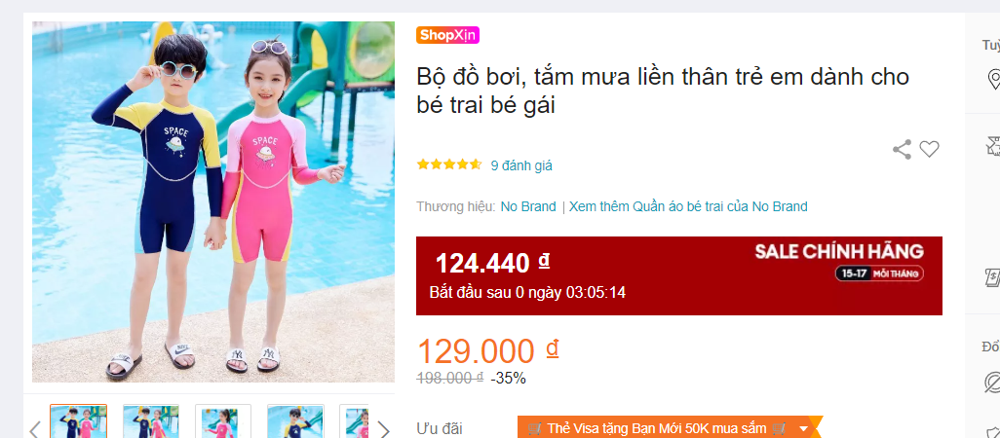 ShopXịn
Bộ đồ bơi, tắm mưa liền thân trẻ em dành cho
bé trai bé gái
9 đánh giá
Thương hiệu: No Brand | Xem thêm Quần áo bé trai của No Brand
124.440 ₫
SALE CHÍNH HÃNG
15-17 MỖI THÁNG
Bắt đầu sau 0 ngày 03:05:14
129.000 ₫
198.000 ₫ -35%
Ưu đãi
Thẻ Visa tặng Bạn Mới 50K mua sắm
SPACE
SPACE
Tuỳ
Đổ